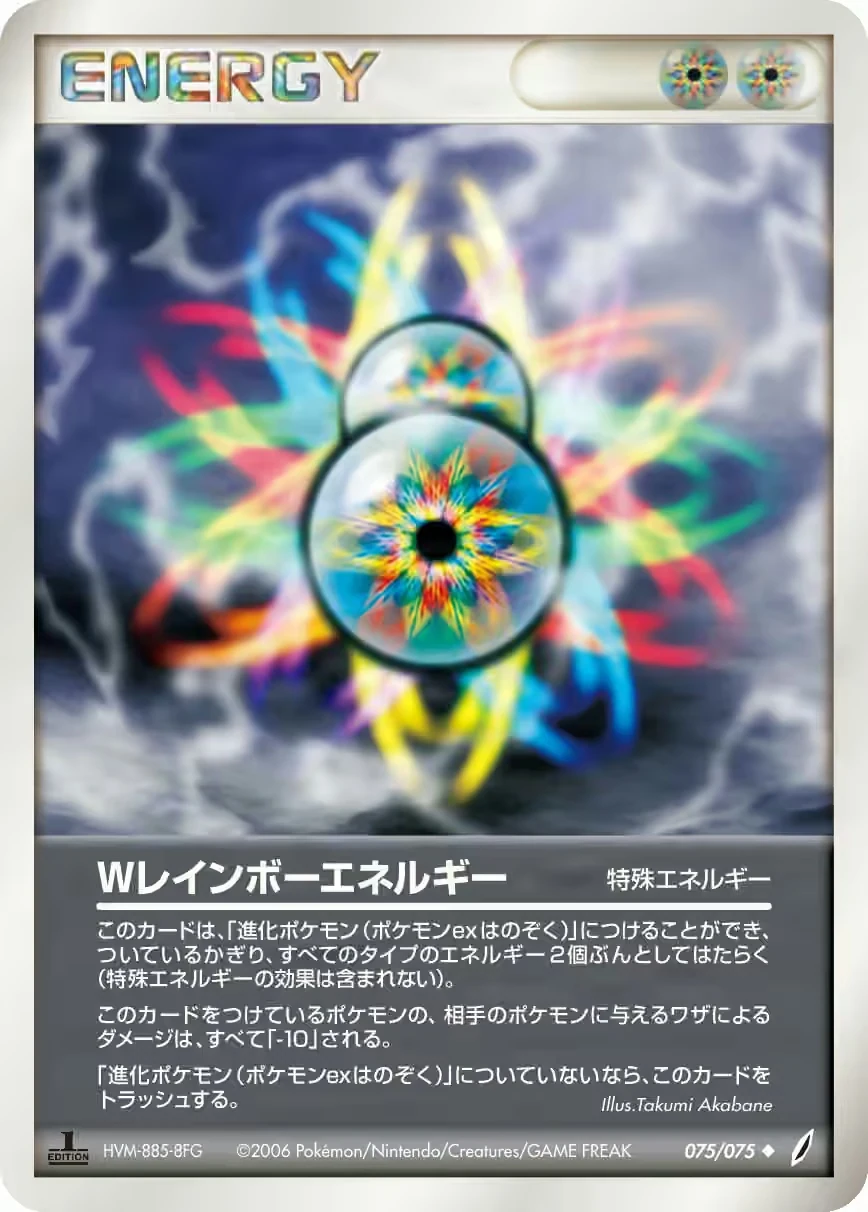 ENERGY
Wレインボーエネルギー 特殊エネルギー
このカードは、「進化ポケモン（ポケモンexはのぞく）」につけることができ、
ついているかぎり、すべてのタイプのエネルギー2個ぶんとしてはたらく
（特殊エネルギーの効果は含まれない）。
このカードをつけているポケモンの、相手のポケモンに与えるワザによる
ダメージは、すべて「-10」される。
「進化ポケモン（ポケモンexはのぞく）」についていないなら、このカードを
トラッシュする。
Illus.Takumi Akabane
1 EDITION HVM-885-8FG ©2006 Pokémon/Nintendo/Creatures/GAME FREAK 075/075 ◆